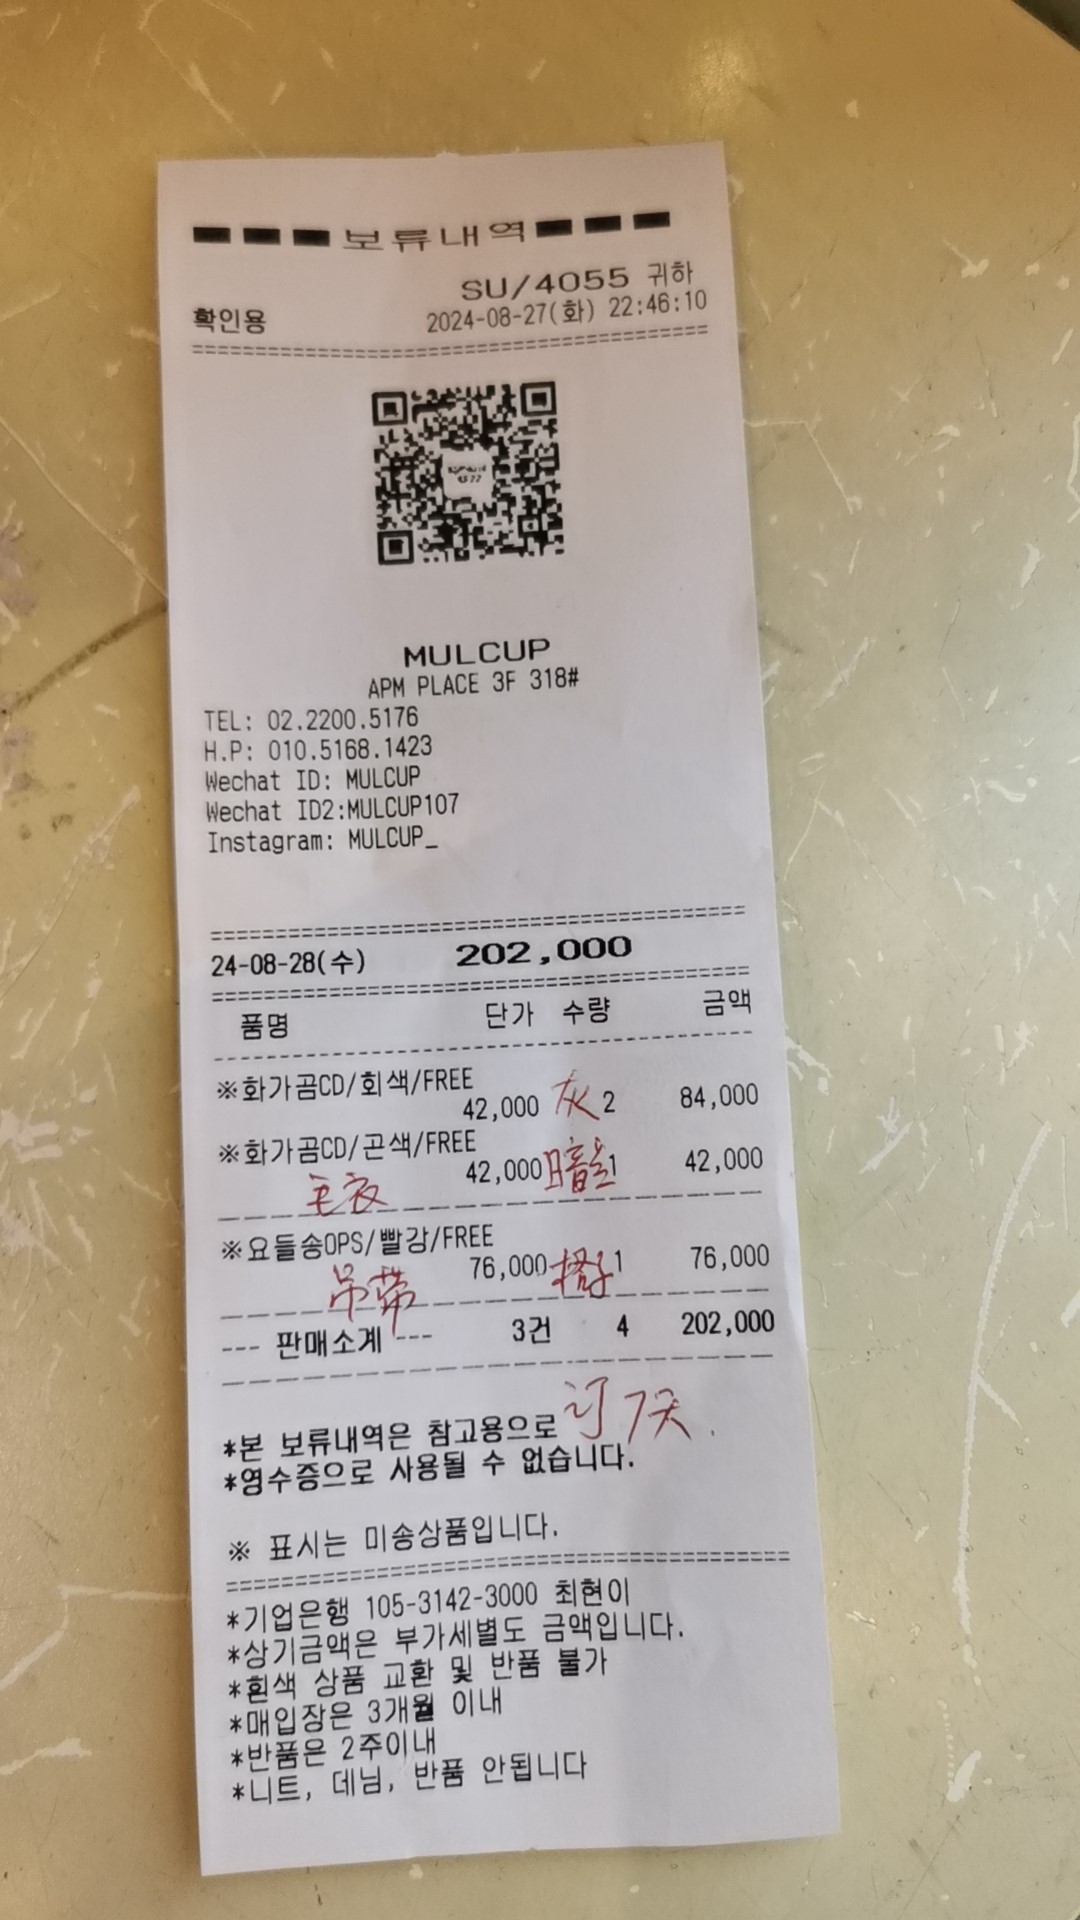 보류내역
SU/4055 귀하
확인용 2024-08-27(화) 22:46:10
MULCUP
APM PLACE 3F 318#
TEL: 02.2200.5176
H.P: 010.5168.1423
Wechat ID: MULCUP
Wechat ID2:MULCUP107
Instagram: MULCUP_
24-08-28(수) 202,000
품명 단가 수량 금액
※화가곰CD/회색/FREE
42,000 灰 2 84,000
※화가곰CD/곤색/FREE
42,000 暗蓝 1 42,000
毛衣
※요들송OPS/빨강/FREE
76,000 1 76,000
吊带
--- 판매소계 --- 3건 4 202,000
订7天.
*본 보류내역은 참고용으로
*영수증으로 사용될 수 없습니다.
※ 표시는 미송상품입니다.
*기업은행 105-3142-3000 최현이
*상기금액은 부가세별도 금액입니다.
*흰색 상품 교환 및 반품 불가
*매입장은 3개월 이내
*반품은 2주이내
*니트, 데님, 반품 안됩니다